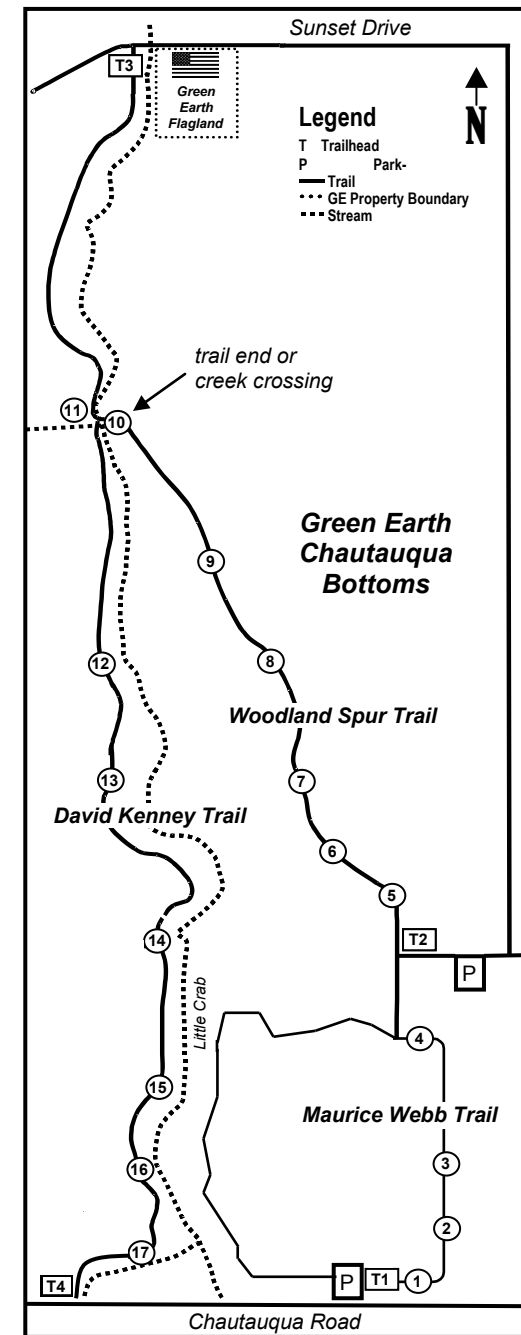 Sunset Drive
T3
Green
Earth
Flagland
N
Legend
T Trailhead
P Park-
Trail
GE Property Boundary
Stream
trail end or
creek crossing
11
10
Green Earth
Chautauqua
Bottoms
9
12
8
Woodland Spur Trail
13
7
David Kenney Trail
6
5
14
T2
P
Little Crab
4
15
Maurice Webb Trail
16
3
2
17
T4
P
T1
1
Chautauqua Road